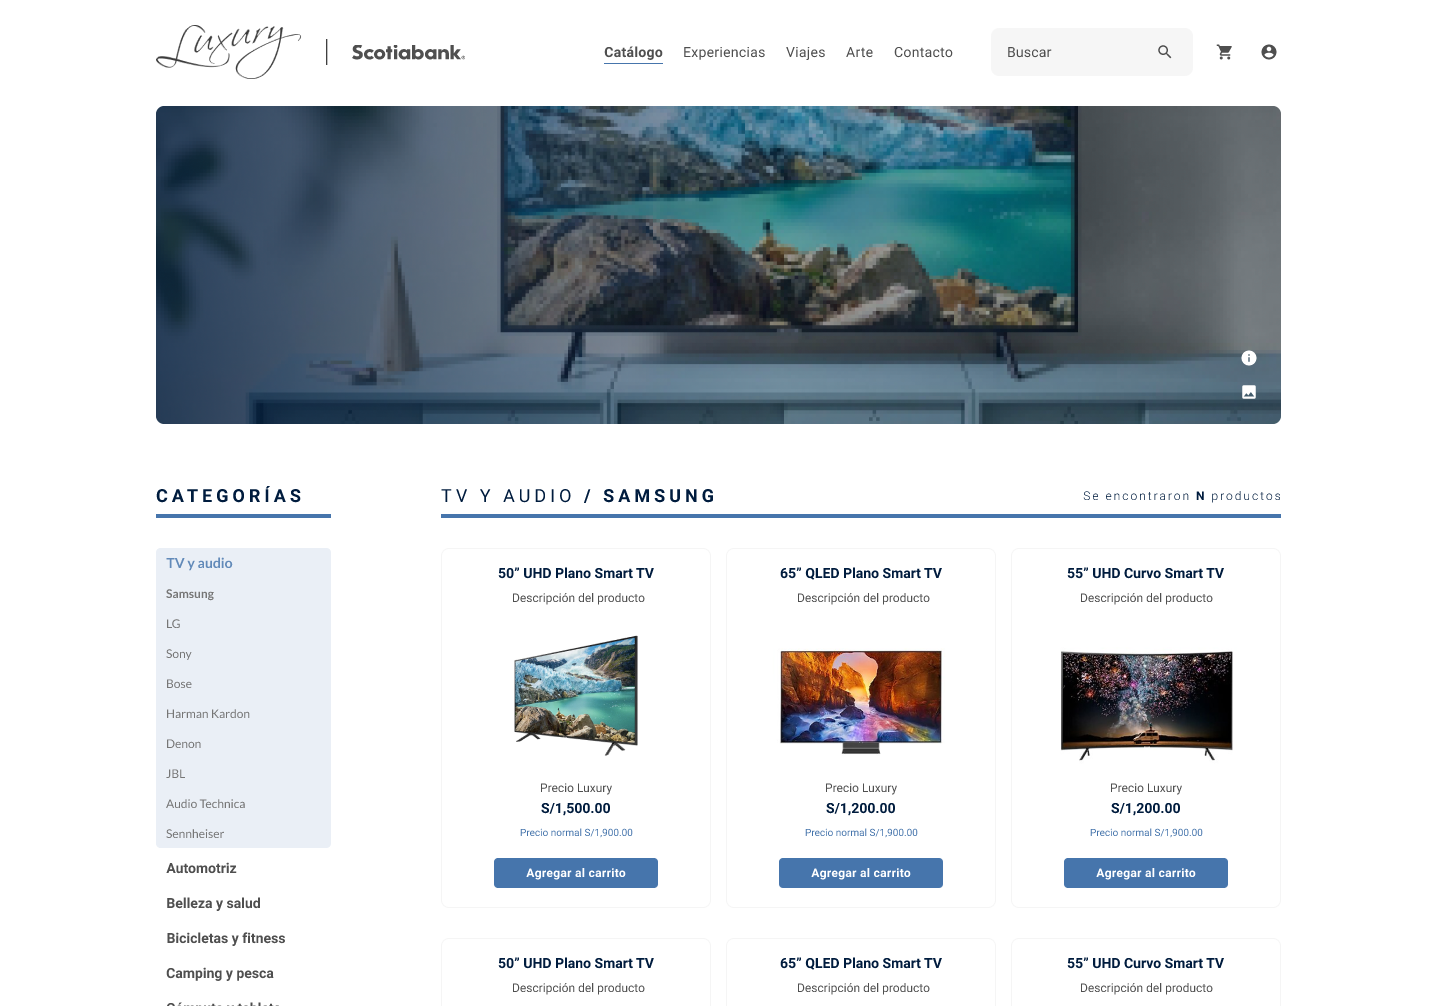 Luxury
Scotiabank®
Catálogo Experiencias Viajes Arte Contacto
Buscar
CATEGORÍAS
TV Y AUDIO / SAMSUNG
Se encontraron N productos
TV y audio
Samsung
LG
Sony
Bose
Harman Kardon
Denon
JBL
Audio Technica
Sennheiser
Automotriz
Belleza y salud
Bicicletas y fitness
Camping y pesca
50” UHD Plano Smart TV
Descripción del producto
Precio Luxury
S/1,500.00
Precio normal S/1,900.00
Agregar al carrito
65” QLED Plano Smart TV
Descripción del producto
Precio Luxury
S/1,200.00
Precio normal S/1,900.00
Agregar al carrito
55” UHD Curvo Smart TV
Descripción del producto
Precio Luxury
S/1,200.00
Precio normal S/1,900.00
Agregar al carrito
50” UHD Plano Smart TV
Descripción del producto
65” QLED Plano Smart TV
Descripción del producto
55” UHD Curvo Smart TV
Descripción del producto